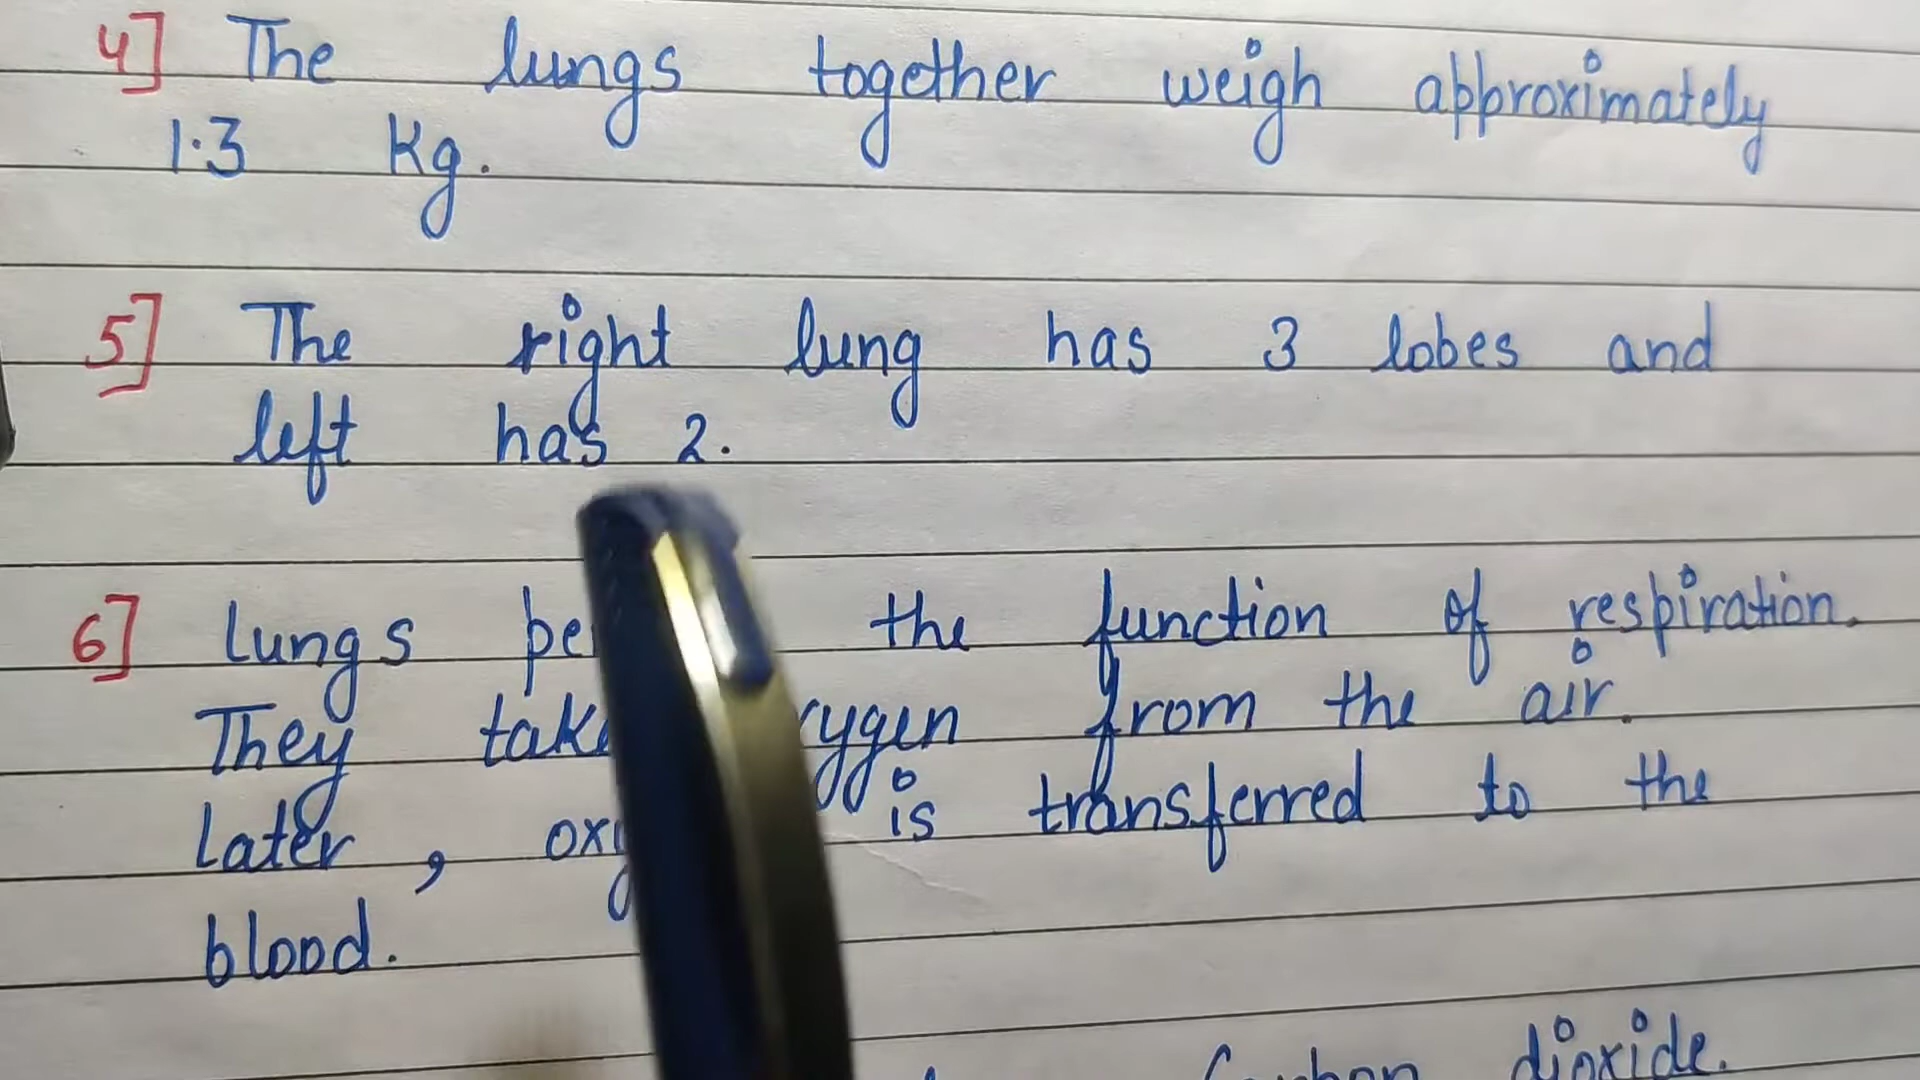 4] The lungs together weigh approximately
1.3 Kg.
5] The right lung has 3 lobes and
left has 2.
6] Lungs the function of respiration.
They from the air.
Later, is transferred to the
blood.
Carbon dioxide.